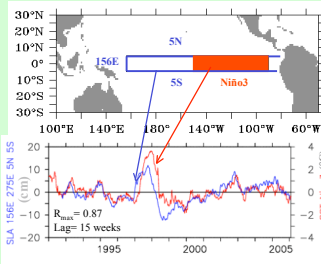 30°N
20°N
10°N
0°
10°S
20°S
30°S
5N
156E
5S
Niño3
100°E 140°E 180° 140°W 100°W 60°W
SLA 156E 275E 5N 5S
(cm)
20
10
0
−10
−20
4
2
0
−2
−4
R max = 0.87
Lag= 15 weeks
1995 2000 2005